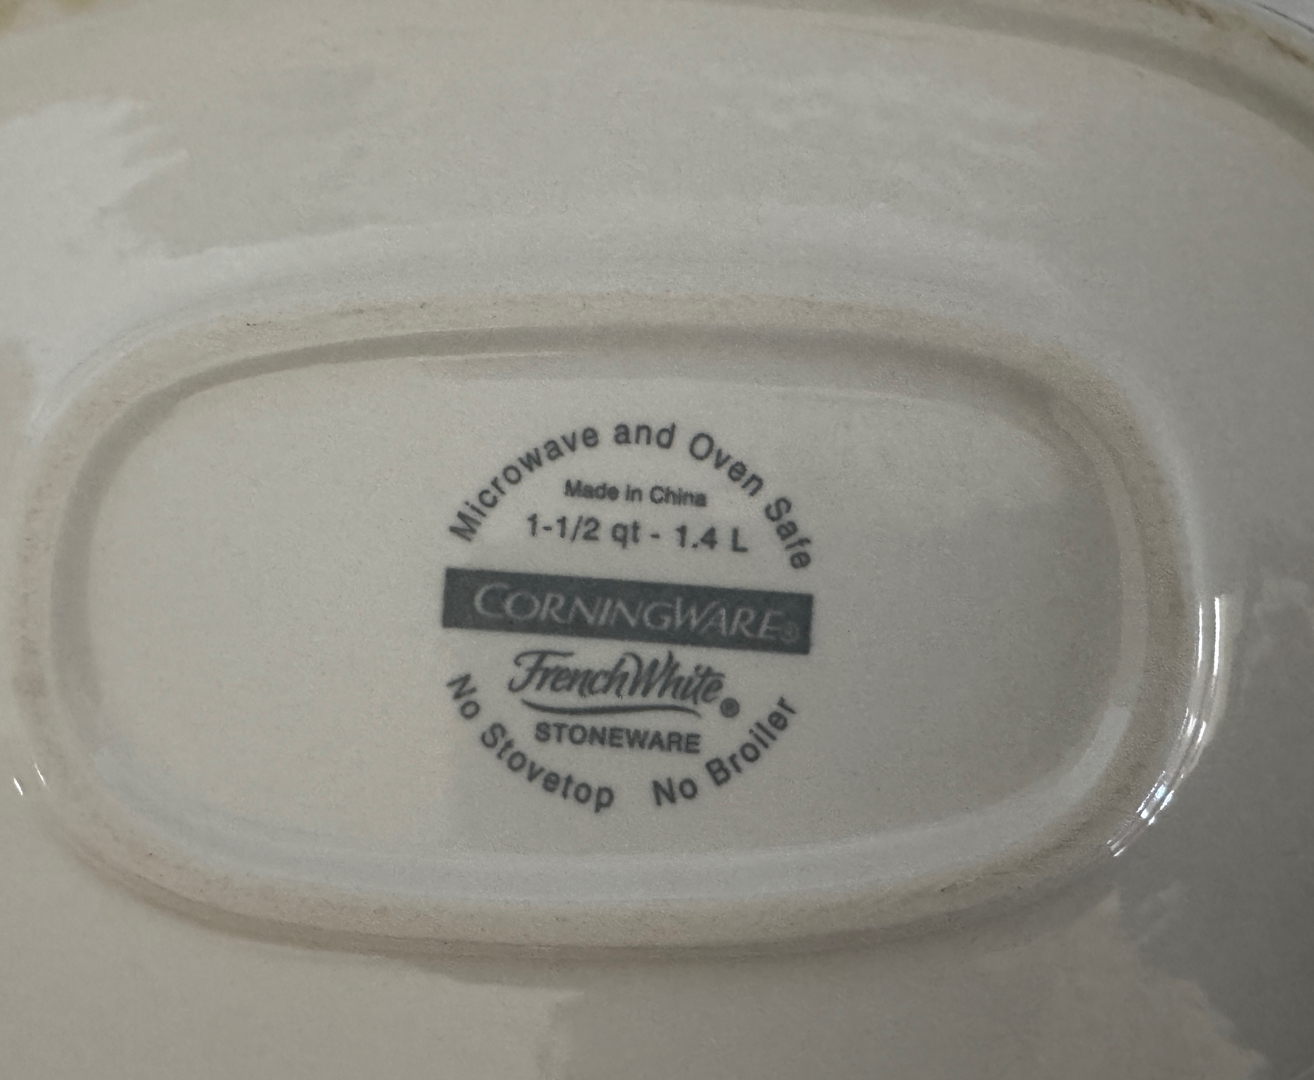 Microwave and Oven Safe
Made in China
1-1/2 qt - 1.4 L
CORNINGWARE®
FrenchWhite®
STONEWARE
No Stovetop No Broiler